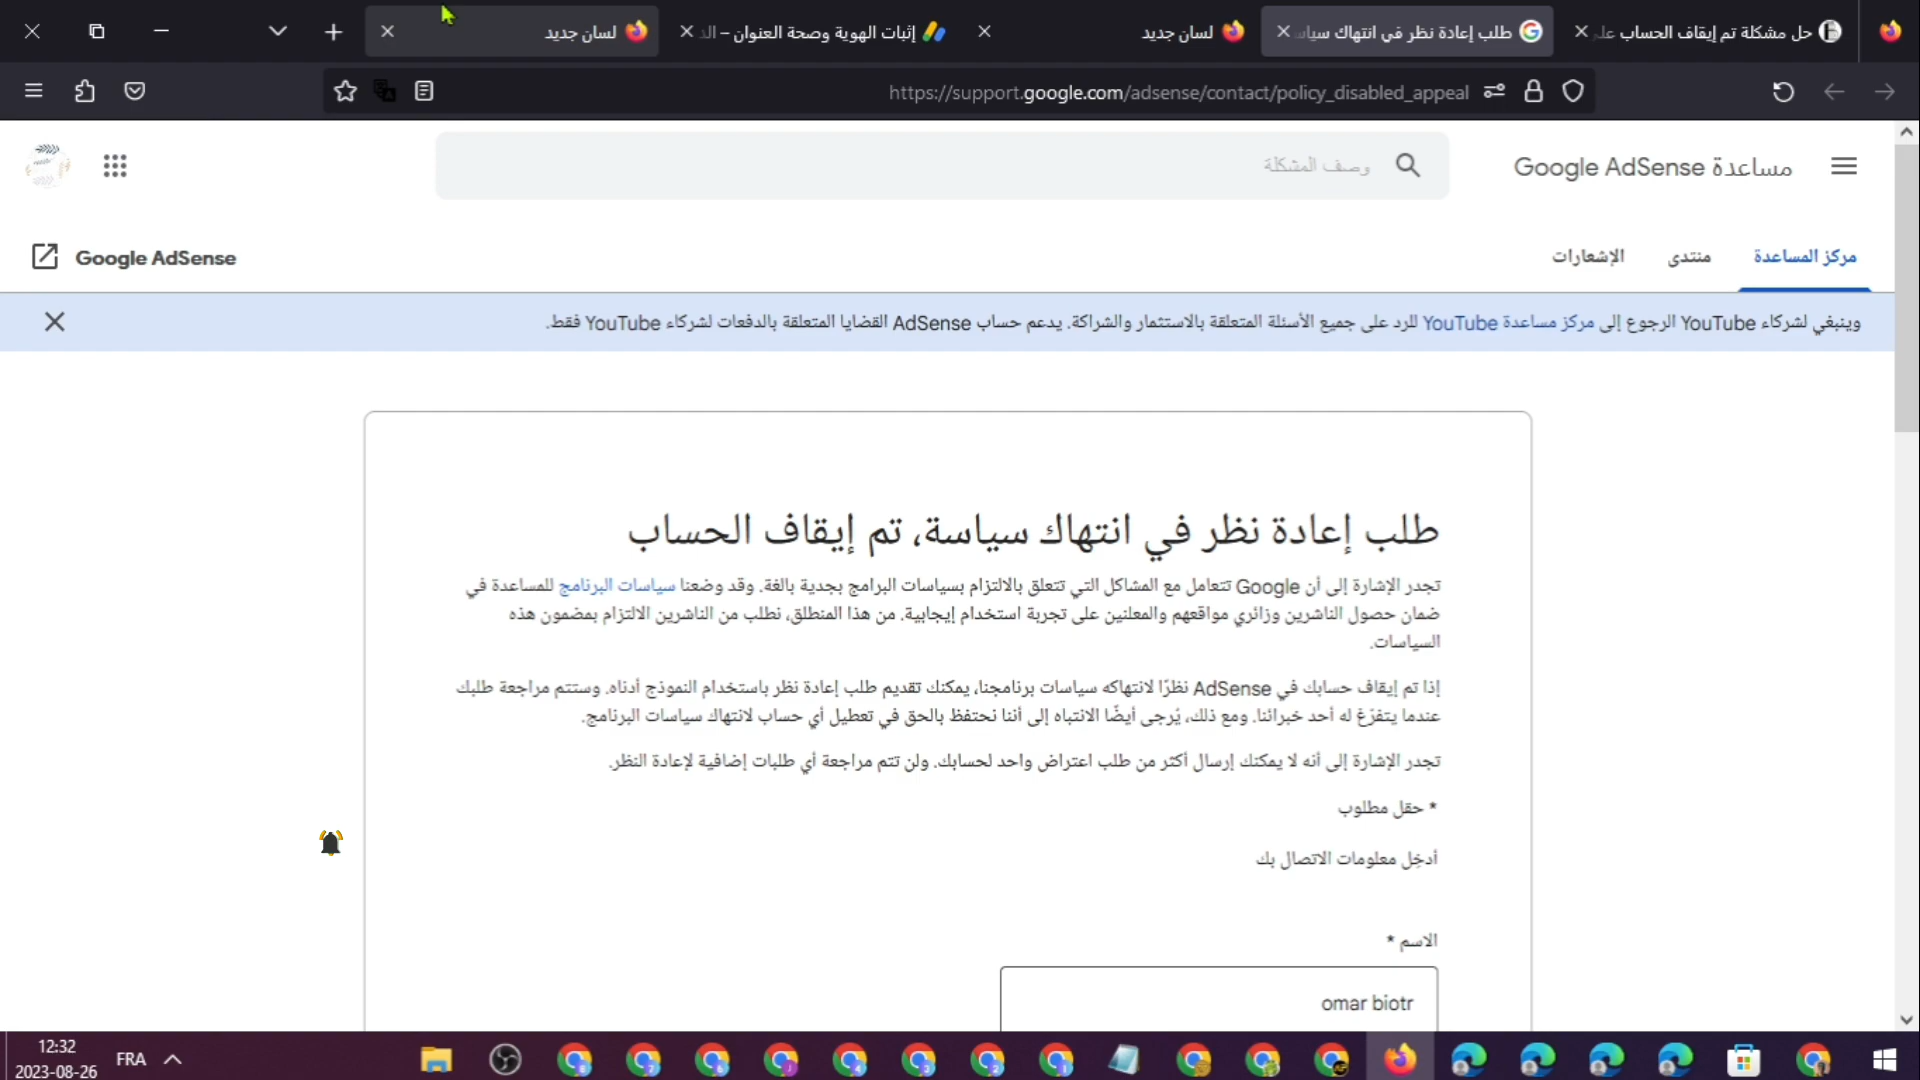 حل مشكلة تم إيقاف الحساب
طلب إعادة نظر في انتهاك سياس
لسان جديد
إثبات الهوية وصحة العنوان – الد
لسان جديد
https://support.google.com/adsense/contact/policy_disabled_appeal
مساعدة Google AdSense
وصف المشكلة
مركز المساعدة
منتدى
الإشعارات
Google AdSense
وينبغي لشركاء YouTube الرجوع إلى مركز مساعدة YouTube للرد على جميع الأسئلة المتعلقة بالاستثمار والشراكة. يدعم حساب AdSense القضايا المتعلقة بالدفعات لشركاء YouTube فقط.
طلب إعادة نظر في انتهاك سياسة، تم إيقاف الحساب
تجدر الإشارة إلى أن Google تتعامل مع المشاكل التي تتعلق بالالتزام بسياسات البرامج بجدية بالغة. وقد وضعنا سياسات البرنامج للمساعدة في
ضمان حصول الناشرين وزائري مواقعهم والمعلنين على تجربة استخدام إيجابية. من هذا المنطلق، نطلب من الناشرين الالتزام بمضمون هذه
السياسات.
إذا تم إيقاف حسابك في AdSense نظرًا لانتهاكه سياسات برنامجنا، يمكنك تقديم طلب إعادة نظر باستخدام النموذج أدناه. وستتم مراجعة طلبك
عندما يتفرّغ له أحد خبرائنا. ومع ذلك، يُرجى أيضًا الانتباه إلى أننا نحتفظ بالحق في تعطيل أي حساب لانتهاك سياسات البرنامج.
تجدر الإشارة إلى أنه لا يمكنك إرسال أكثر من طلب اعتراض واحد لحسابك. ولن تتم مراجعة أي طلبات إضافية لإعادة النظر.
* حقل مطلوب
أدخِل معلومات الاتصال بك
الاسم *
omar biotr
12:32
FRA
2023-08-26